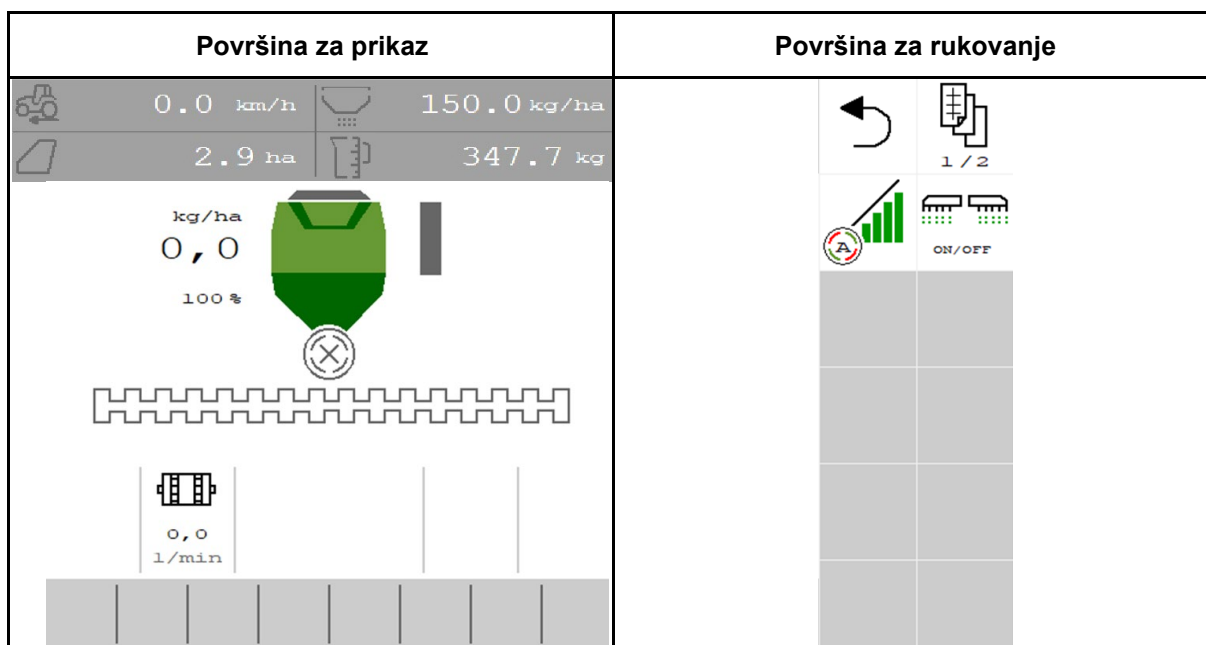 Površina za prikaz
Površina za rukovanje
0.0 km/h
150.0 kg/ha
2.9 ha
347.7 kg
kg/ha
0,0
100 %
0,0
1/min
1/2
A
ON/OFF